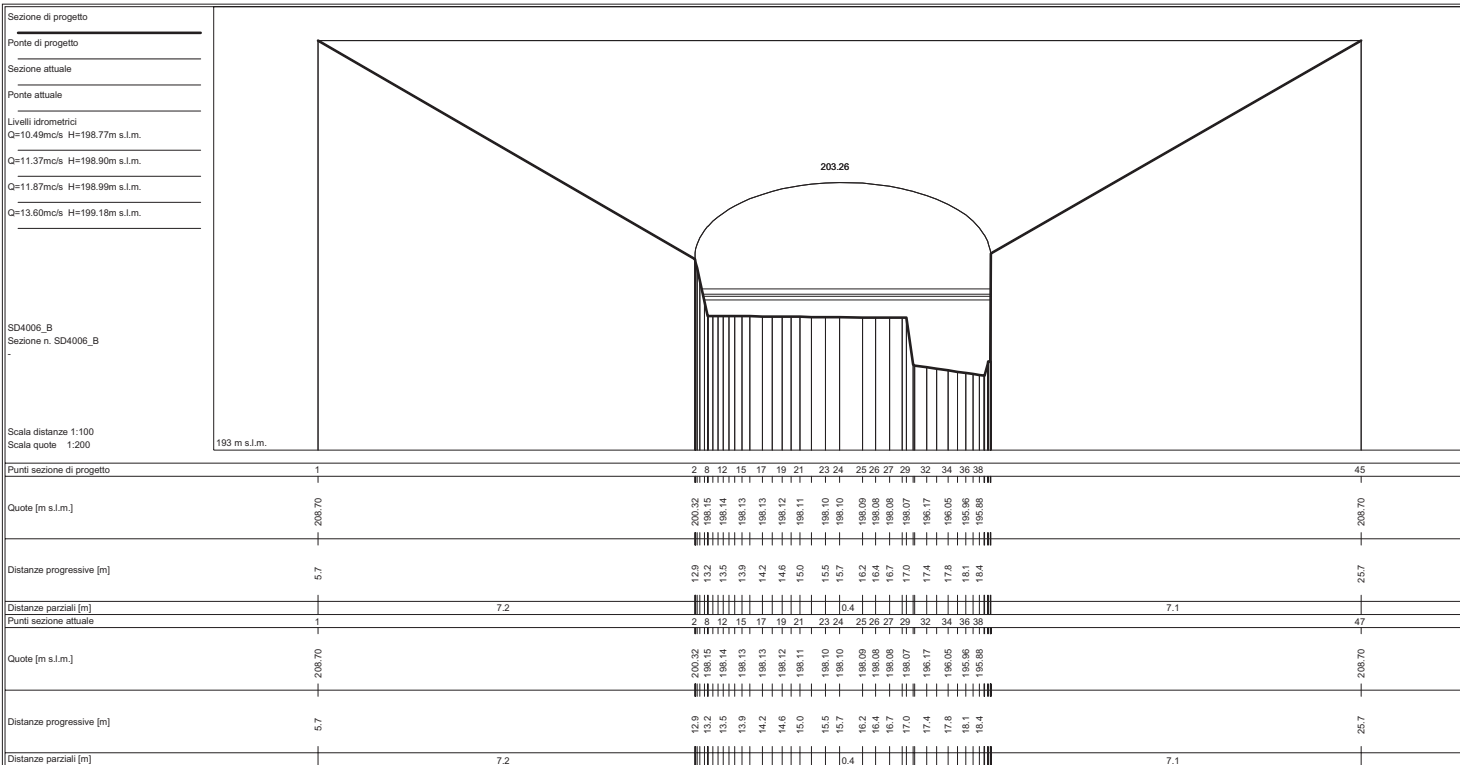 Sezione di progetto
Ponte di progetto
Sezione attuale
Ponte attuale
Livelli idrometrici
Q=10.49mc/s H=198.77m s.l.m.
Q=11.37mc/s H=198.90m s.l.m.
Q=11.87mc/s H=198.99m s.l.m.
Q=13.60mc/s H=199.18m s.l.m.
203.26
SD4006_B
Sezione n. SD4006_B
-
Scala distanze 1:100
Scala quote 1:200
193 m s.l.m.
Punti sezione di progetto 1 2 8 12 15 17 19 21 23 24 25 26 27 29 32 34 36 38 45
Quote [m s.l.m.] 208.70 200.32 198.15 198.14 198.13 198.13 198.12 198.11 198.10 198.10 198.09 198.08 198.08 198.07 196.17 196.05 195.96 195.88 208.70
Distanze progressive [m] 5.7 12.9 13.2 13.5 13.9 14.2 14.6 15.0 15.5 15.7 16.2 16.4 16.7 17.0 17.4 17.8 18.1 18.4 25.7
Distanze parziali [m] 7.2 0.4 7.1
Punti sezione attuale 1 2 8 12 15 17 19 21 23 24 25 26 27 29 32 34 36 38 47
Quote [m s.l.m.] 208.70 200.32 198.15 198.14 198.13 198.13 198.12 198.11 198.10 198.10 198.09 198.08 198.08 198.07 196.17 196.05 195.96 195.88 208.70
Distanze progressive [m] 5.7 12.9 13.2 13.5 13.9 14.2 14.6 15.0 15.5 15.7 16.2 16.4 16.7 17.0 17.4 17.8 18.1 18.4 25.7
Distanze parziali [m] 7.2 0.4 7.1